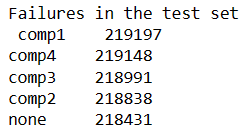 Failures in the test set
comp1 219197
comp4 219148
comp3 218991
comp2 218838
none 218431